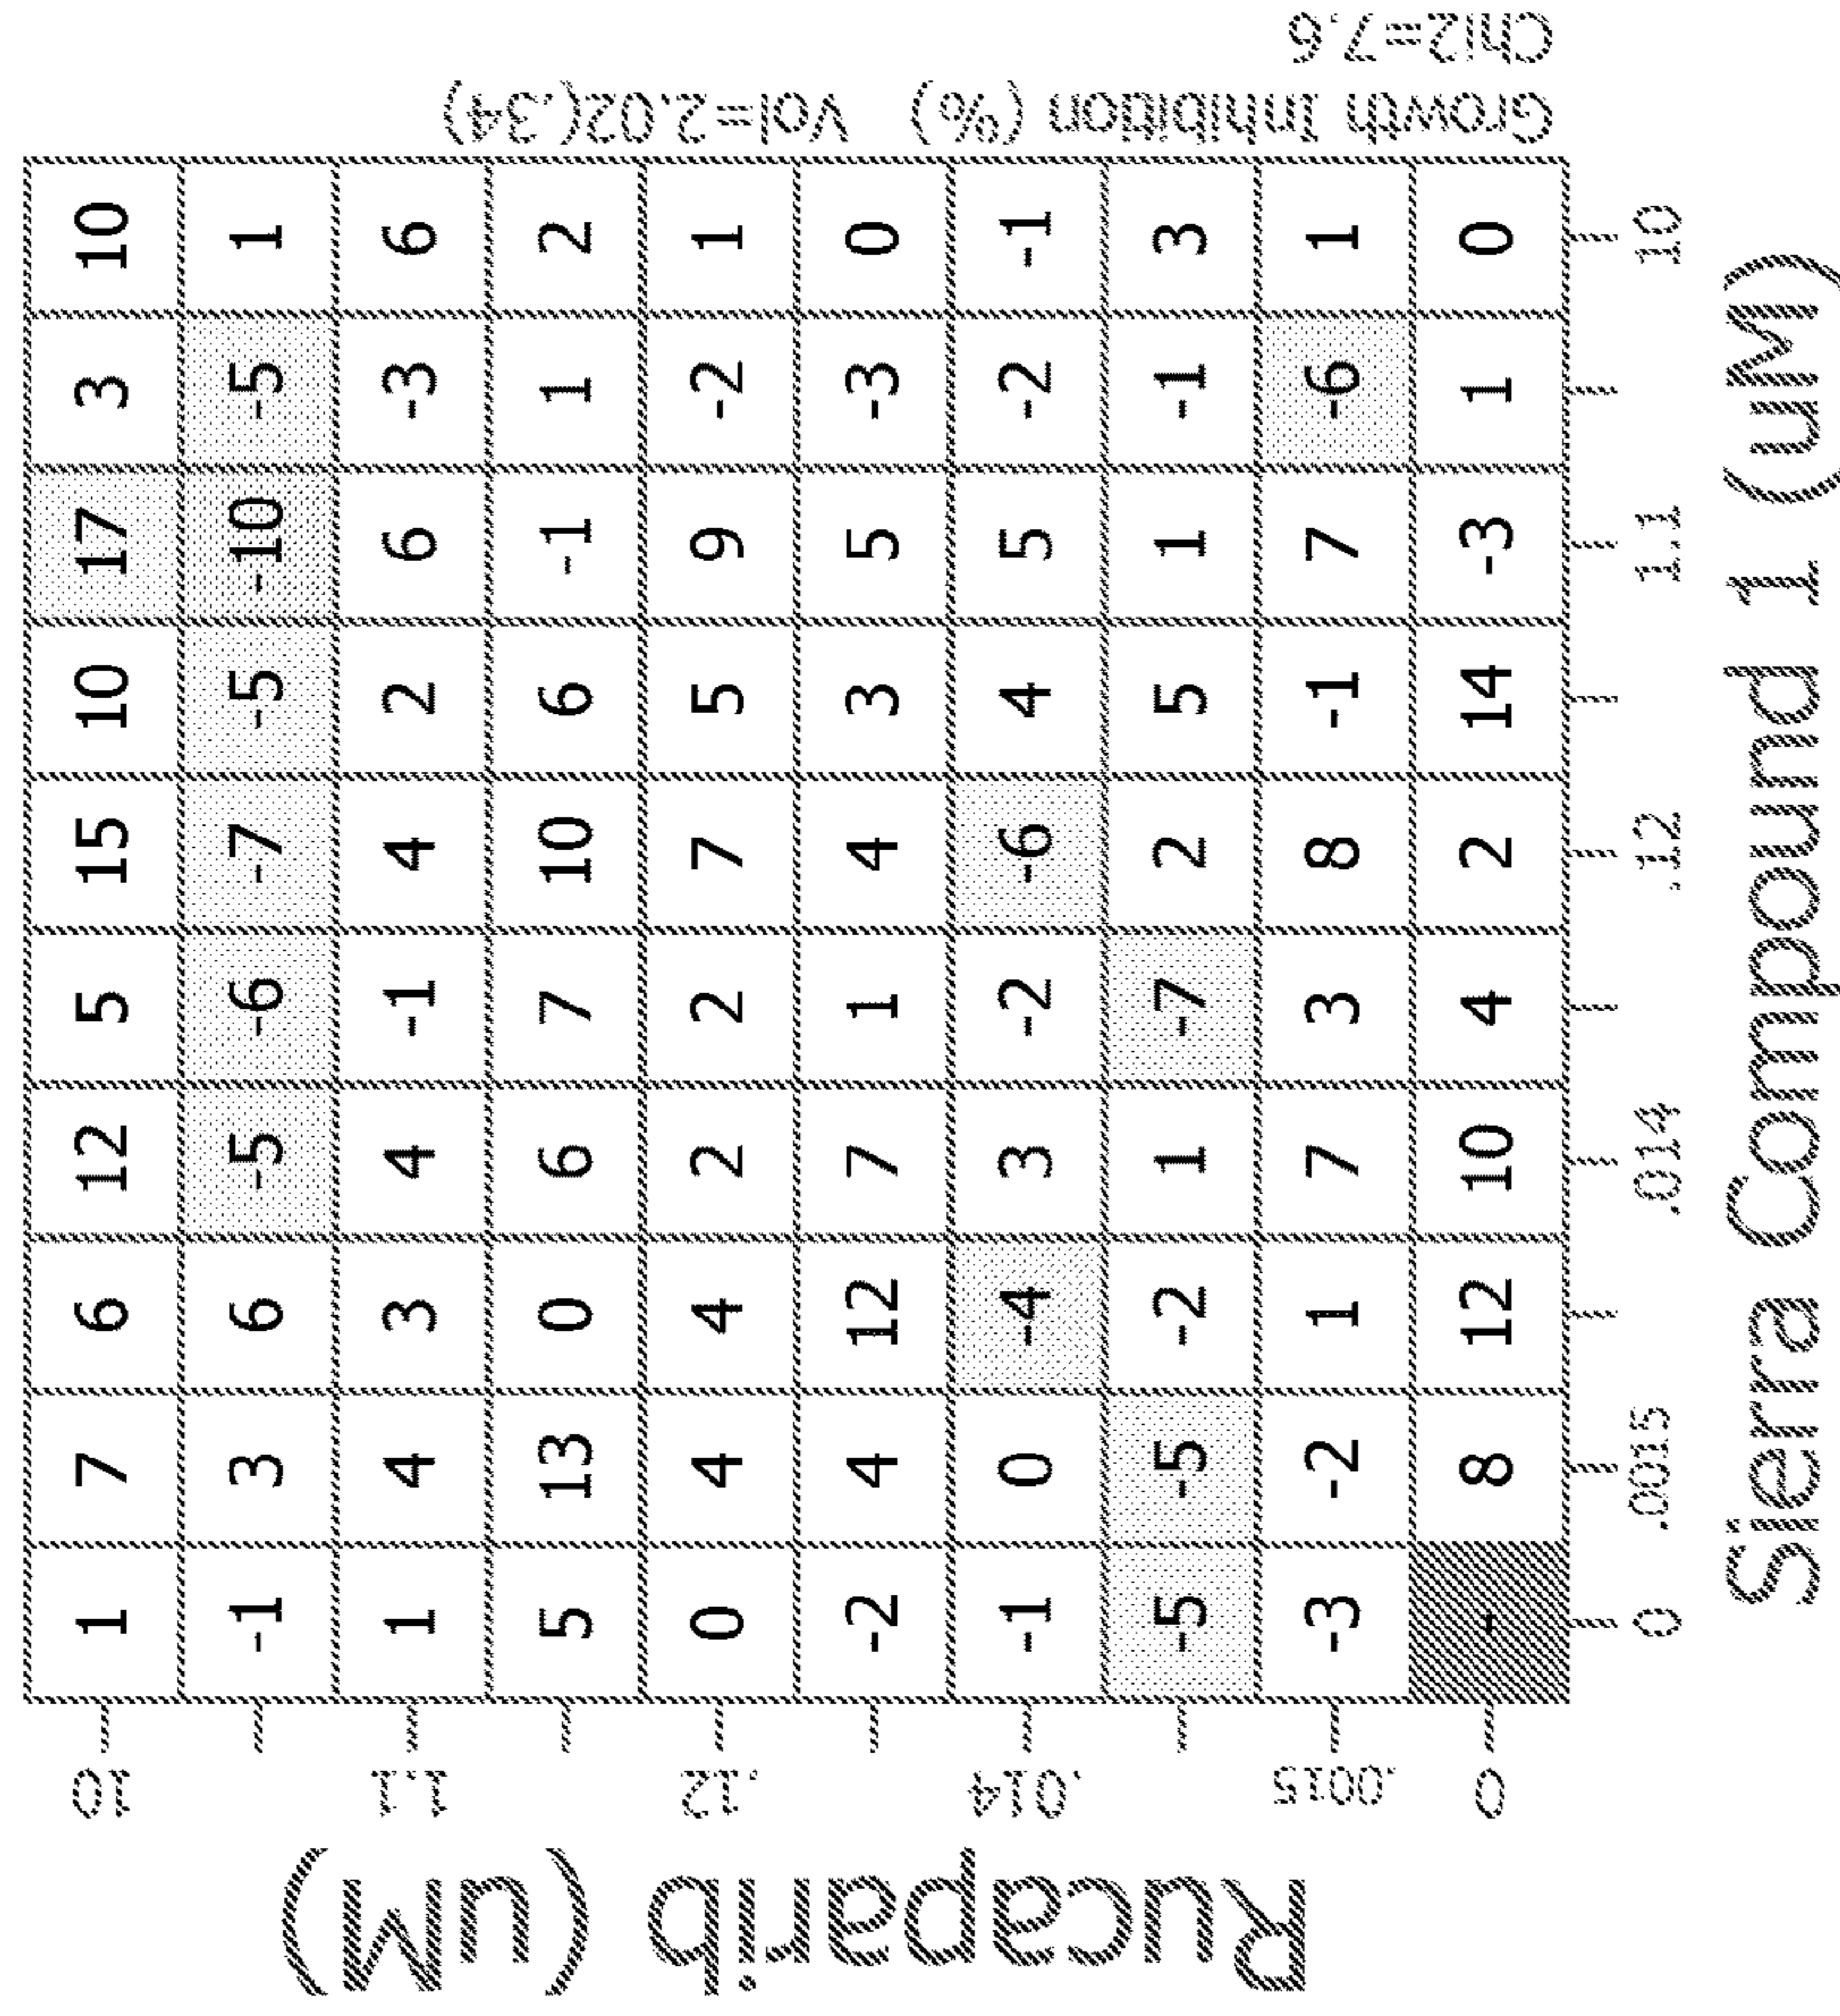 Rucaparib (uM)
10 1 7 6 12 5 15 10 17 3 10
-1 3 6 -5 -6 -7 -5 -10 -5 1
1.1 1 4 3 4 -1 4 2 6 -3 6
5 13 0 6 7 10 6 -1 1 2
.12 0 4 4 2 2 7 5 9 -2 1
-2 4 12 7 1 4 3 5 -3 0
.014 -1 0 -4 3 -2 -6 4 5 -2 -1
-5 -5 -2 1 -7 2 5 1 -1 3
.0015 -3 -2 1 7 3 8 -1 7 -6 1
0 - 8 12 10 4 2 14 -3 1 0
0 .0015 .014 .12 1.1 10
Sierra Compound 1 (uM)
Growth Inhibition (%) Vol=2.02(.34)
Chi2=7.6